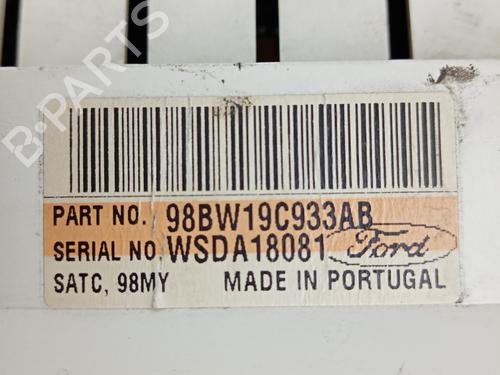 B-PARTS
PART NO. 98BW19C933AB
SERIAL NO WSDA18081 Ford
SATC, 98MY MADE IN PORTUGAL